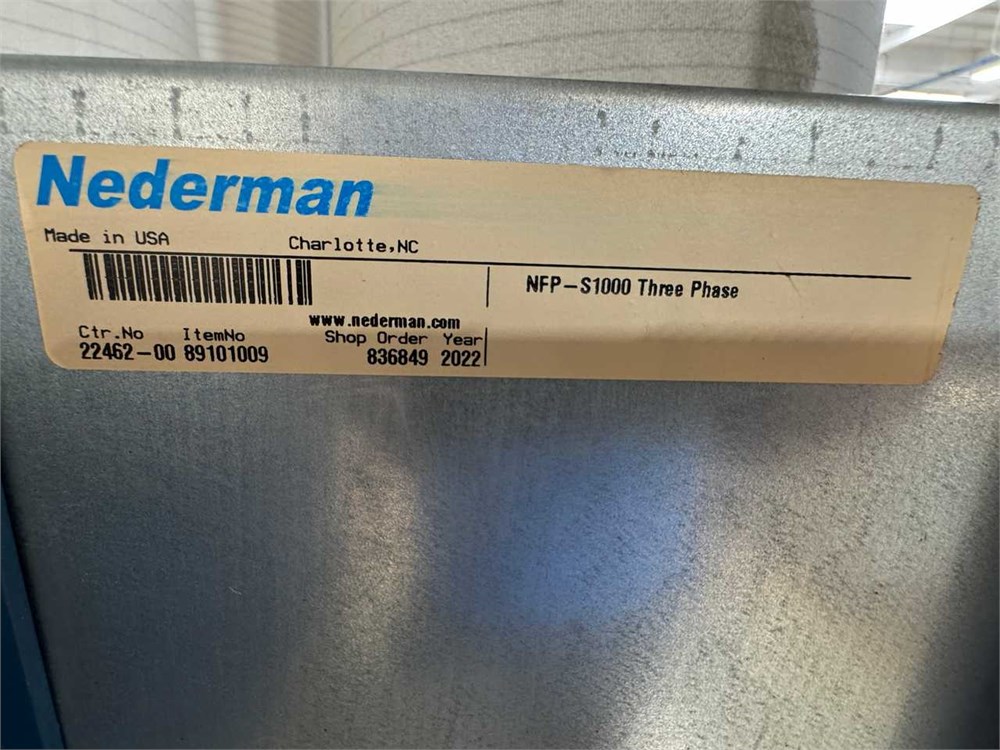 Nederman
Made in USA Charlotte,NC
NFP-S1000 Three Phase
www.nederman.com
Ctr.No ItemNo Shop Order Year
22462-00 89101009 836849 2022